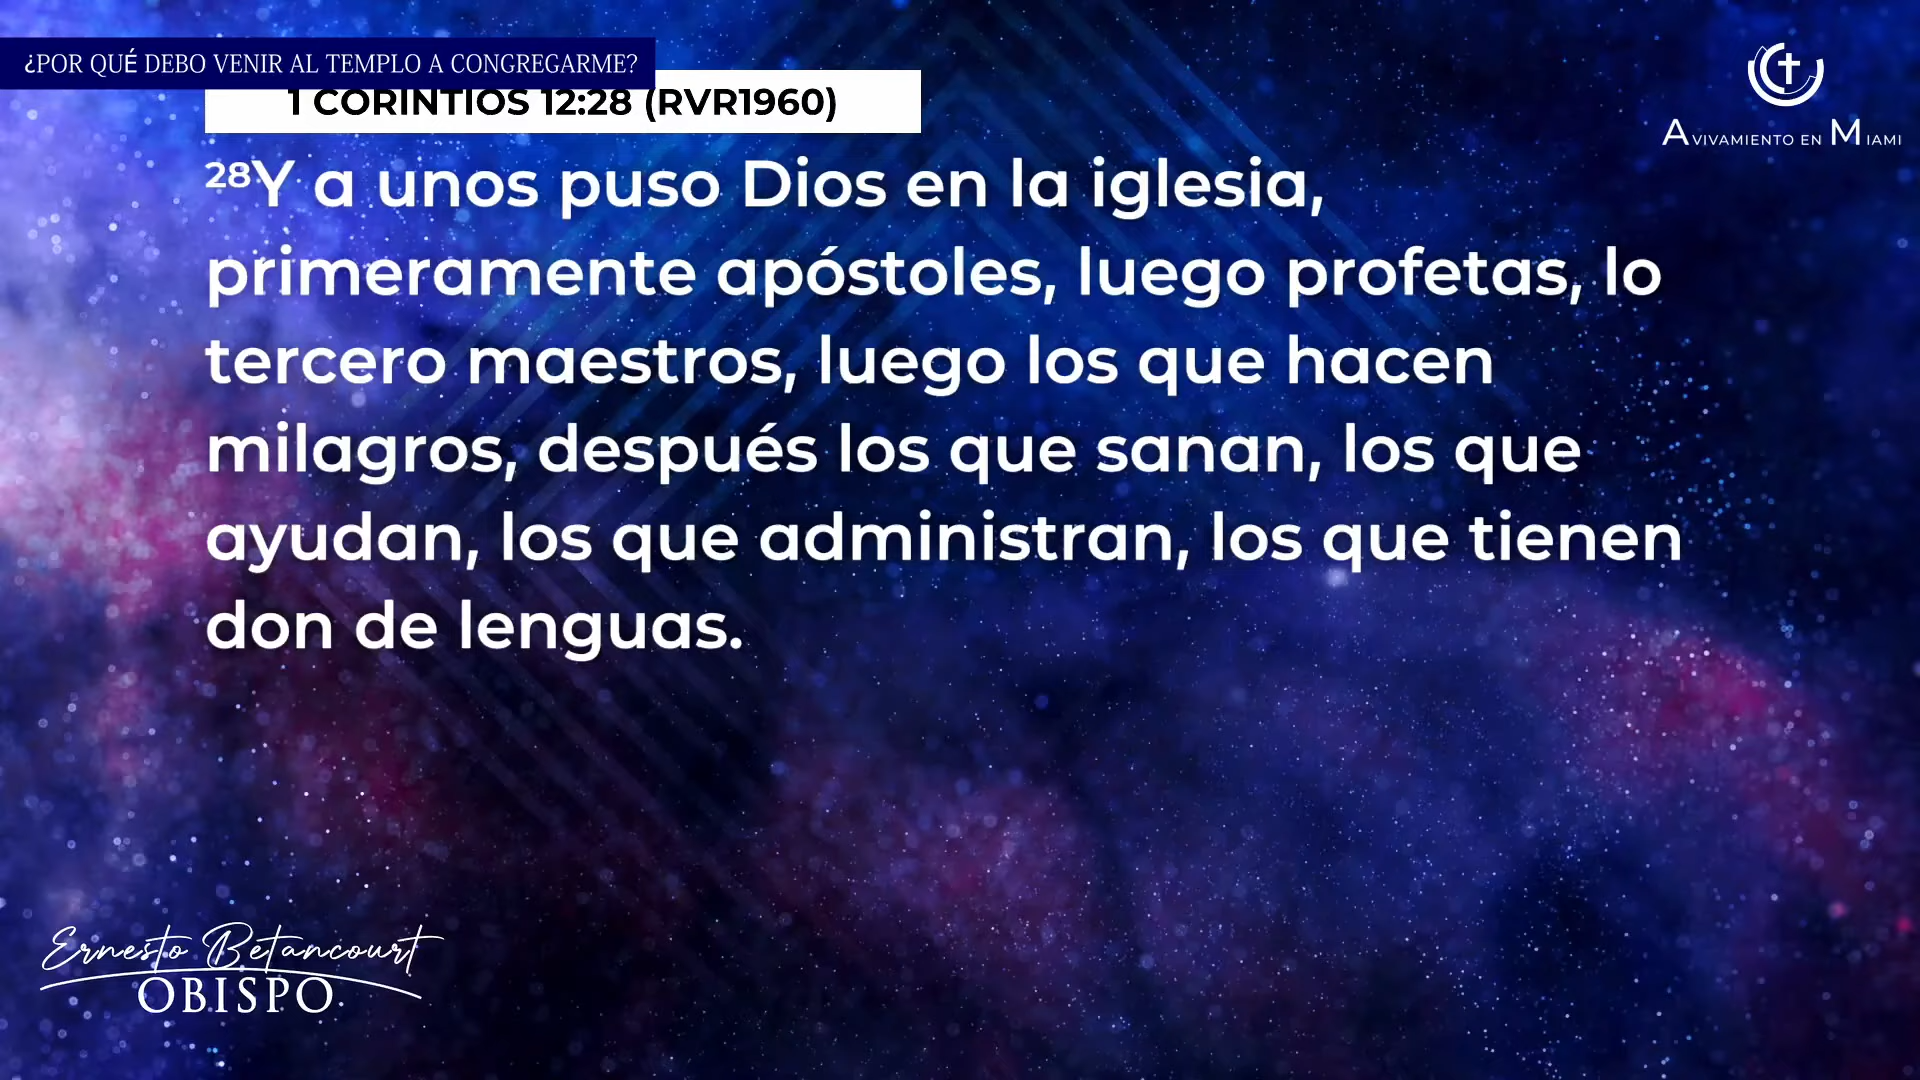 ¿POR QUÉ DEBO VENIR AL TEMPLO A CONGREGARME?
1 CORINTIOS 12:28 (RVR1960)
AVIVAMIENTO EN MIAMI
28Y a unos puso Dios en la iglesia,
primeramente apóstoles, luego profetas, lo
tercero maestros, luego los que hacen
milagros, después los que sanan, los que
ayudan, los que administran, los que tienen
don de lenguas.
Ernesto Betancourt
OBISPO